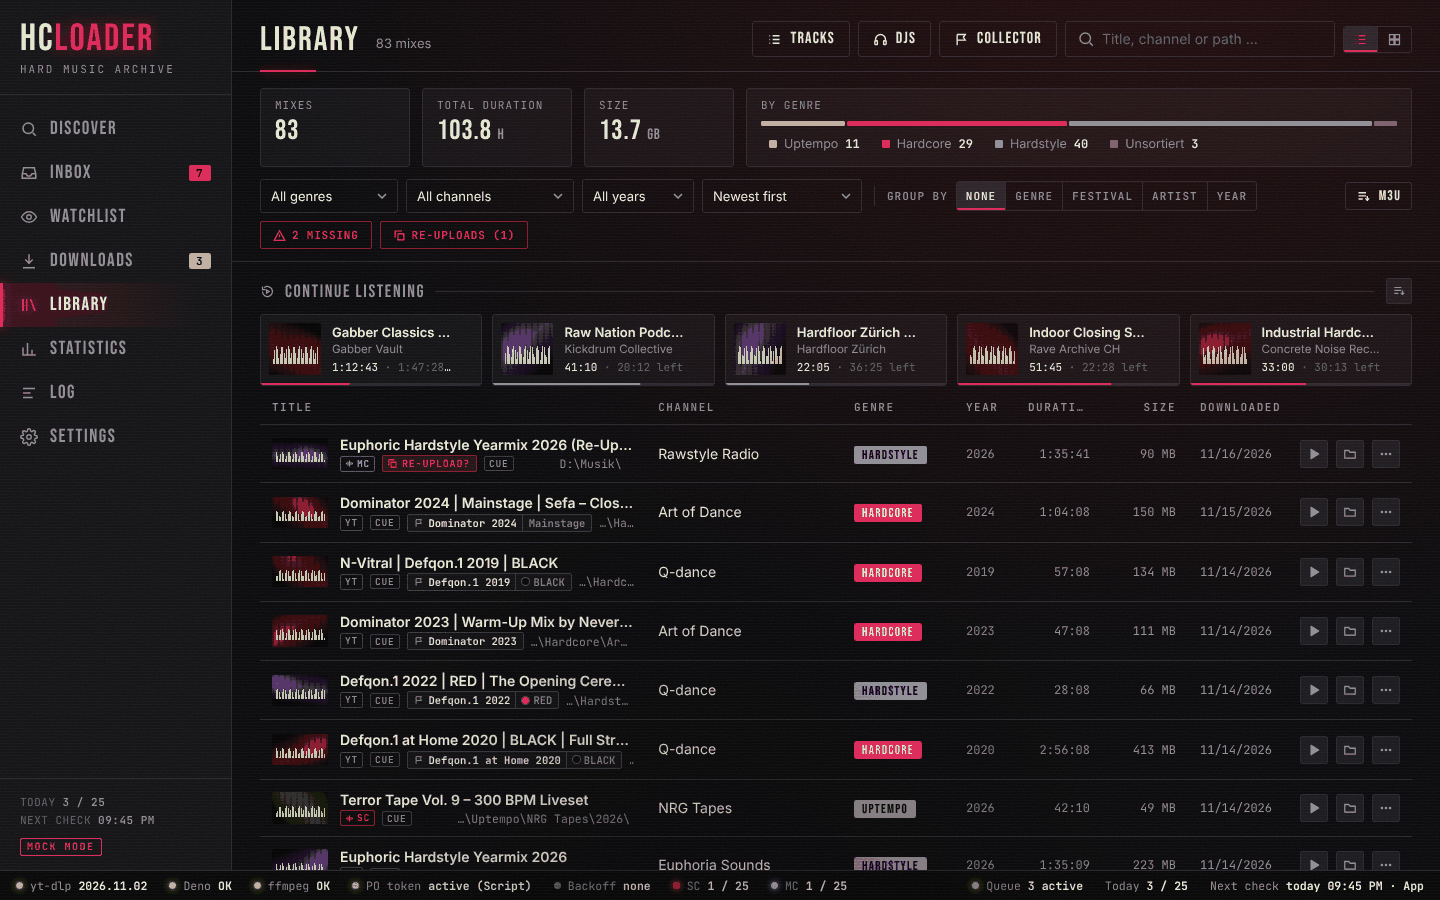 HCLOADER
HARD MUSIC ARCHIVE
DISCOVER
INBOX 7
WATCHLIST
DOWNLOADS 3
LIBRARY
STATISTICS
LOG
SETTINGS
TODAY 3 / 25
NEXT CHECK 09:45 PM
MOCK MODE
LIBRARY 83 mixes
TRACKS DJS COLLECTOR Title, channel or path ...
MIXES
83
TOTAL DURATION
103.8 H
SIZE
13.7 GB
BY GENRE
Uptempo 11 Hardcore 29 Hardstyle 40 Unsortiert 3
All genres All channels All years Newest first GROUP BY NONE GENRE FESTIVAL ARTIST YEAR M3U
2 MISSING RE-UPLOADS (1)
CONTINUE LISTENING
Gabber Classics ...
Gabber Vault
1:12:43 · 1:47:28…
Raw Nation Podc...
Kickdrum Collective
41:10 · 20:12 left
Hardfloor Zürich ...
Hardfloor Zürich
22:05 · 36:25 left
Indoor Closing S...
Rave Archive CH
51:45 · 22:28 left
Industrial Hardc...
Concrete Noise Rec...
33:00 · 30:13 left
TITLE CHANNEL GENRE YEAR DURATI… SIZE DOWNLOADED
Euphoric Hardstyle Yearmix 2026 (Re-Up...
MC RE-UPLOAD? CUE D:\Musik\
Rawstyle Radio HARDSTYLE 2026 1:35:41 90 MB 11/16/2026
Dominator 2024 | Mainstage | Sefa – Clos...
YT CUE Dominator 2024 Mainstage …\Ha…
Art of Dance HARDCORE 2024 1:04:08 150 MB 11/15/2026
N-Vitral | Defqon.1 2019 | BLACK
YT CUE Defqon.1 2019 BLACK …\Hardc…
Q-dance HARDCORE 2019 57:08 134 MB 11/14/2026
Dominator 2023 | Warm-Up Mix by Never...
YT CUE Dominator 2023 …\Hardcore\Ar…
Art of Dance HARDCORE 2023 47:08 111 MB 11/14/2026
Defqon.1 2022 | RED | The Opening Cere...
YT CUE Defqon.1 2022 RED …\Hardst…
Q-dance HARDSTYLE 2022 28:08 66 MB 11/14/2026
Defqon.1 at Home 2020 | BLACK | Full Str...
YT CUE Defqon.1 at Home 2020 BLACK
Q-dance HARDCORE 2020 2:56:08 413 MB 11/14/2026
Terror Tape Vol. 9 – 300 BPM Liveset
SC CUE …\Uptempo\NRG Tapes\2026\
NRG Tapes UPTEMPO 2026 42:10 49 MB 11/14/2026
Euphoric Hardstyle Yearmix 2026
Euphoria Sounds HARDSTYLE 2026 1:35:09 223 MB 11/14/2026
yt-dlp 2026.11.02 Deno OK ffmpeg OK PO token active (Script) Backoff none SC 1 / 25 MC 1 / 25 Queue 3 active Today 3 / 25 Next check today 09:45 PM · App